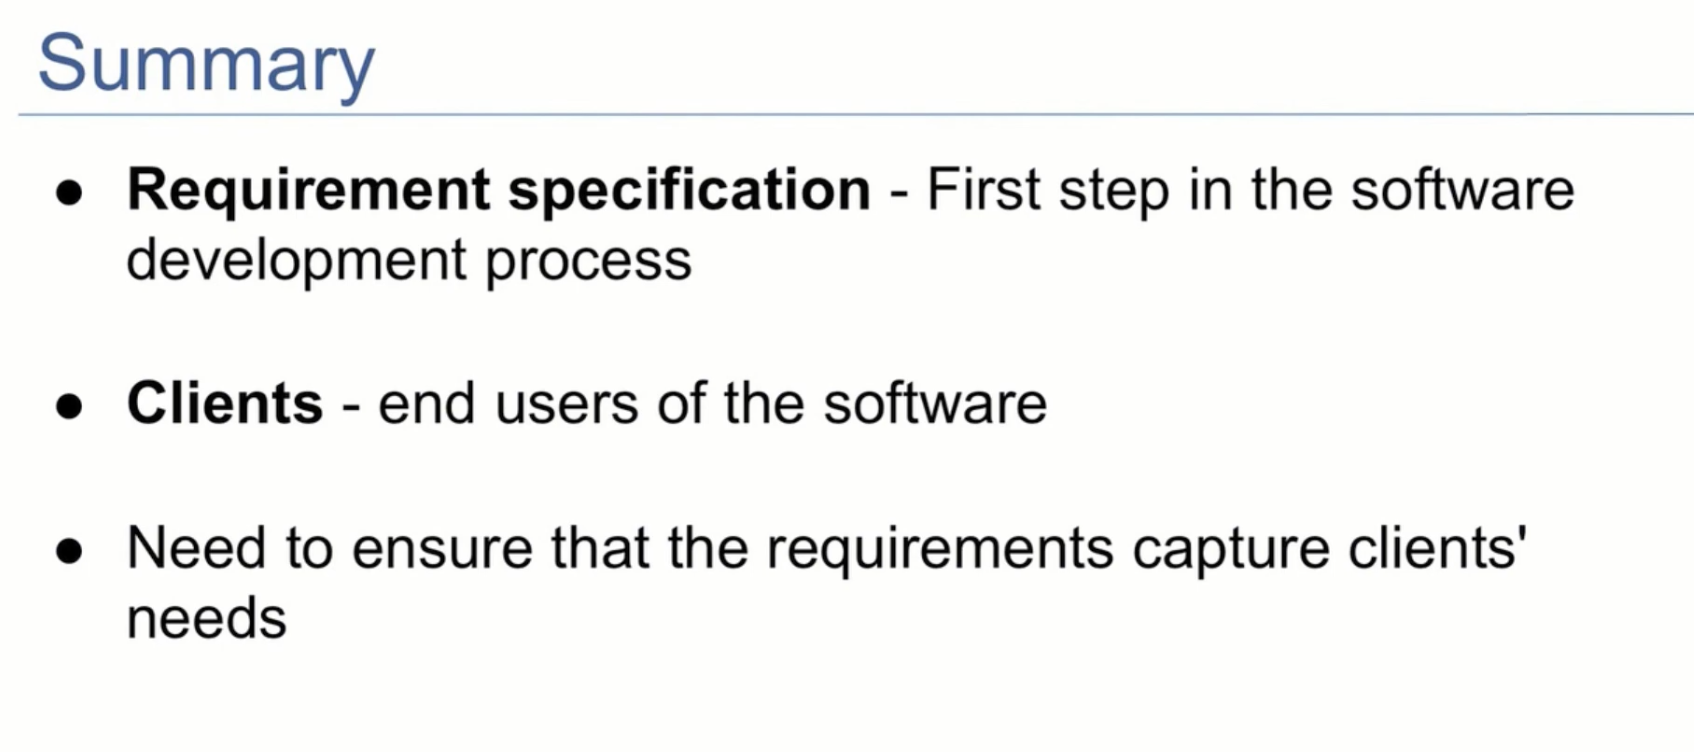 Summary
● Requirement specification - First step in the software
development process
● Clients - end users of the software
● Need to ensure that the requirements capture clients'
needs